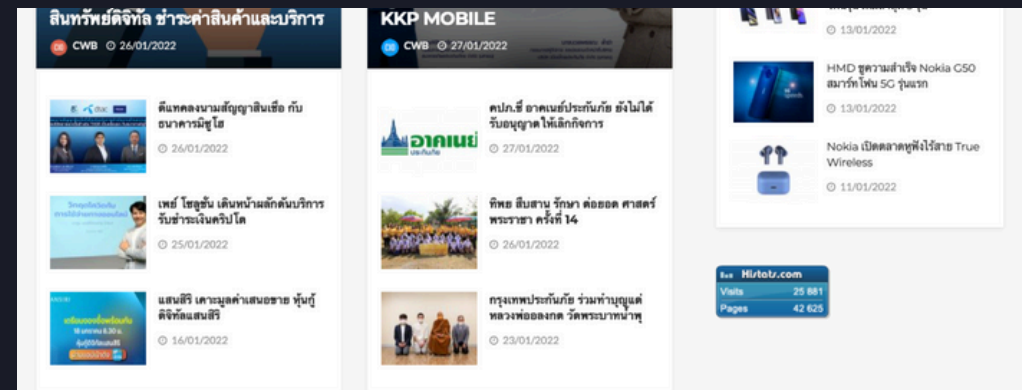 สินทรัพย์ดิจิทัล ชำระค่าสินค้าและบริการ
DB CWB 26/01/2022
ดีแทคลงนามสัญญาสินเชื่อ กับ
ธนาคารมิซูโฮ
26/01/2022
เพย์ โซลูชั่น เดินหน้าผลักดันบริการ
รับชำระเงินคริปโต
25/01/2022
แสนสิริ เคาะมูลค่าเสนอขาย หุ้นกู้
ดิจิทัลแสนสิริ
16/01/2022
KKP MOBILE
DB CWB 27/01/2022
คปภ.ชี้ อาคเนย์ประกันภัย ยังไม่ได้
รับอนุญาตให้เลิกกิจการ
27/01/2022
อาคเนย์
ประกันภัย
ทิพย สืบสาน รักษา ต่อยอด ศาสตร์
พระราชา ครั้งที่ 14
26/01/2022
กรุงเทพประกันภัย ร่วมทำบุญแด่
หลวงพ่ออลงกต วัดพระบาทน้ำพุ
23/01/2022
13/01/2022
HMD ชูความสำเร็จ Nokia G50
สมาร์ทโฟน 5G รุ่นแรก
13/01/2022
Nokia เปิดตลาดหูฟังไร้สาย True
Wireless
11/01/2022
Histats.com
Visits 25 881
Pages 42 625